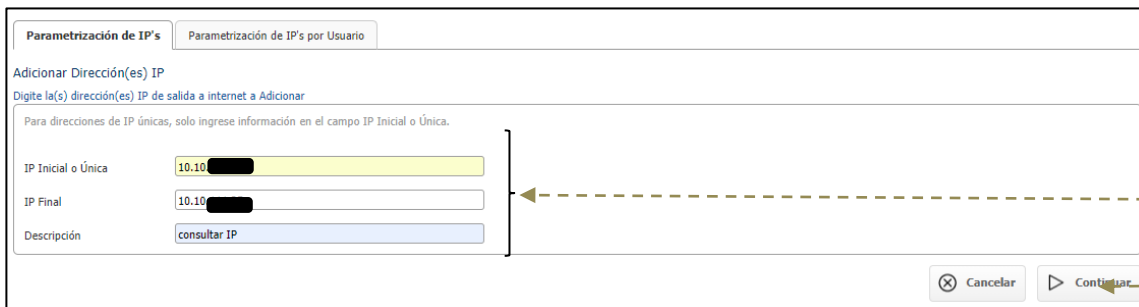 Parametrización de IP's Parametrización de IP's por Usuario
Adicionar Dirección(es) IP
Digite la(s) dirección(es) IP de salida a internet a Adicionar
Para direcciones de IP únicas, solo ingrese información en el campo IP Inicial o Única.
IP Inicial o Única 10.10.
IP Final 10.10.
Descripción consultar IP
Cancelar Continuar